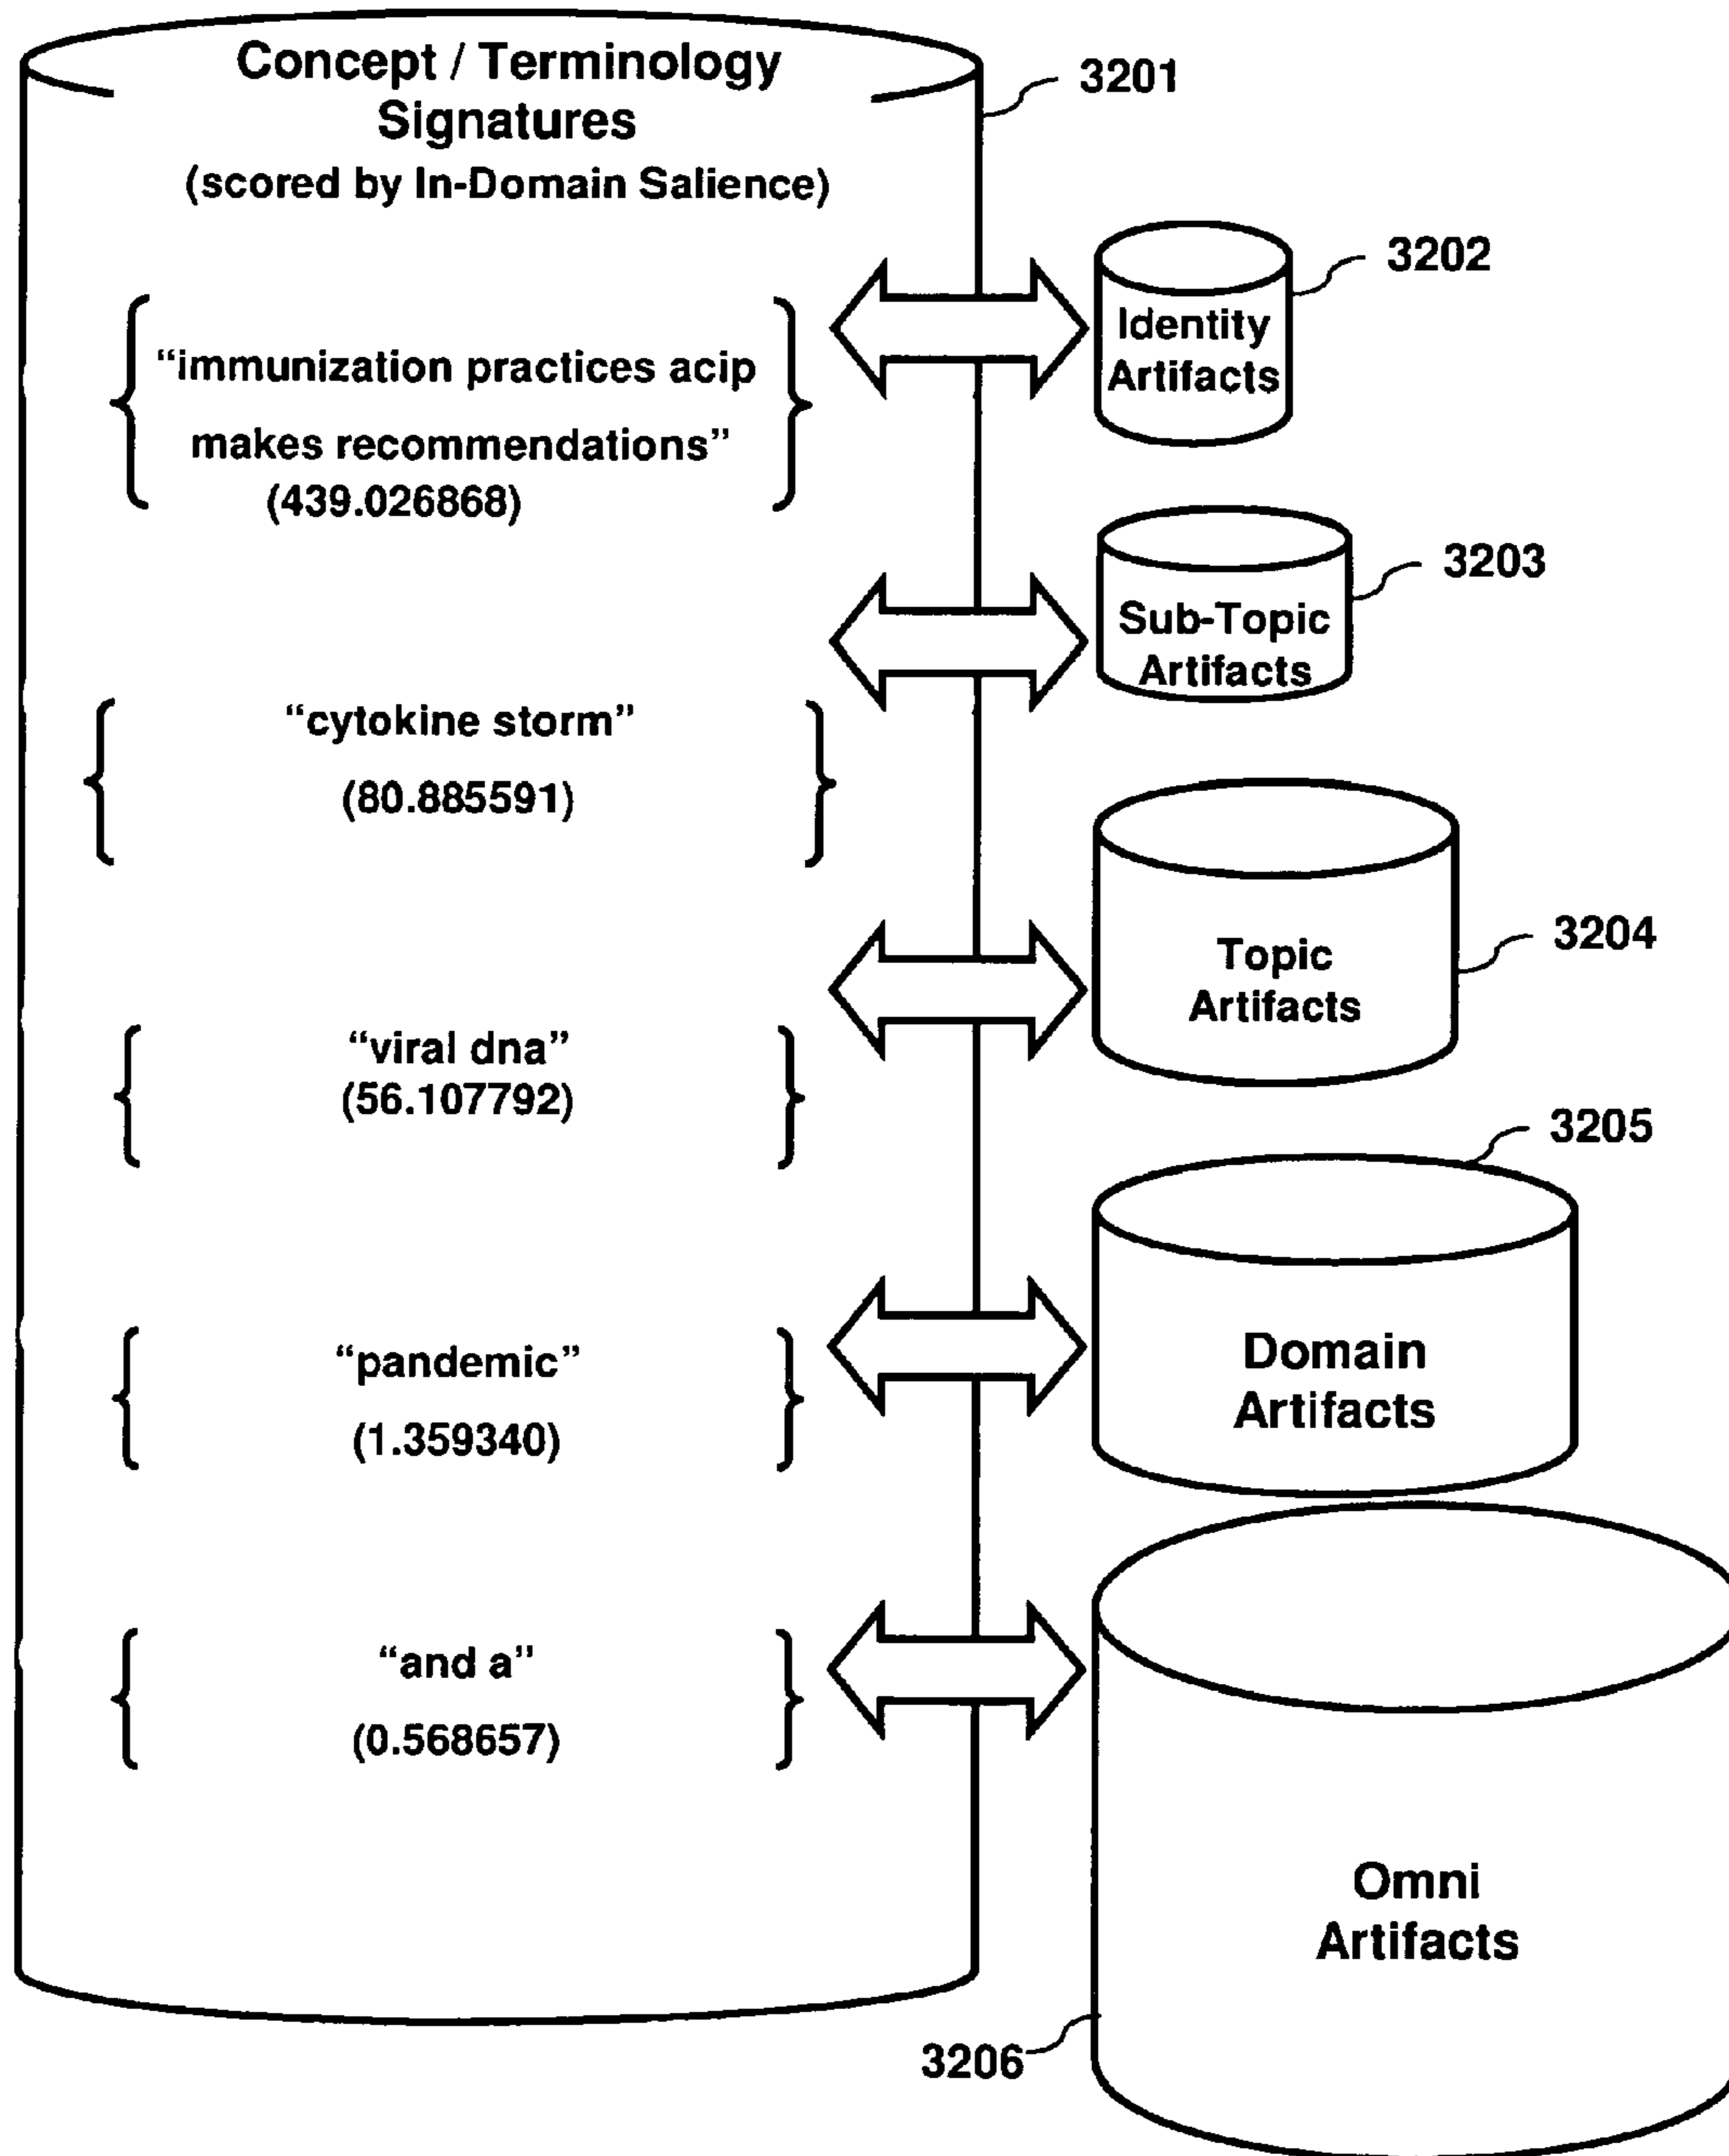 Concept / Terminology
Signatures
(scored by In-Domain Salience)
3201
“immunization practices acip
makes recommendations”
(439.026868)
3202
Identity
Artifacts
3203
Sub-Topic
Artifacts
“cytokine storm”
(80.885591)
3204
Topic
Artifacts
“viral dna”
(56.107792)
3205
Domain
Artifacts
“pandemic”
(1.359340)
“and a”
(0.568657)
Omni
Artifacts
3206